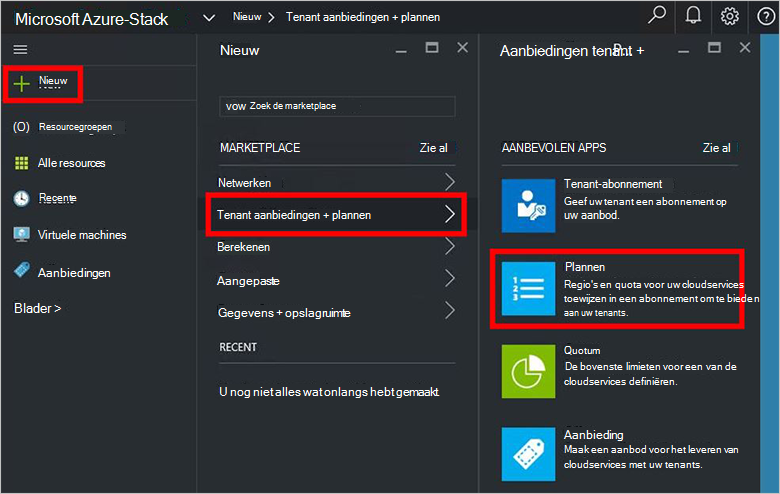 Microsoft Azure-Stack
Nieuw > Tenant aanbiedingen + plannen
Nieuw
(O) Resourcegroepen
Alle resources
Recente
Virtuele machines
Aanbiedingen
Blader >
Nieuw
vow Zoek de marketplace
MARKETPLACE Zie al
Netwerken
Tenant aanbiedingen + plannen
Berekenen
Aangepaste
Gegevens + opslagruimte
RECENT
U nog niet alles wat onlangs hebt gemaakt.
Aanbiedingen tenant +
AANBEVOLEN APPS Zie al
Tenant-abonnement
Geef uw tenant een abonnement op
uw aanbod.
Plannen
Regio's en quota voor uw cloudservices
toewijzen in een abonnement om te bieden
aan uw tenants.
Quotum
De bovenste limieten voor een van de
cloudservices definiëren.
Aanbieding
Maak een aanbod voor het leveren van
cloudservices met uw tenants.